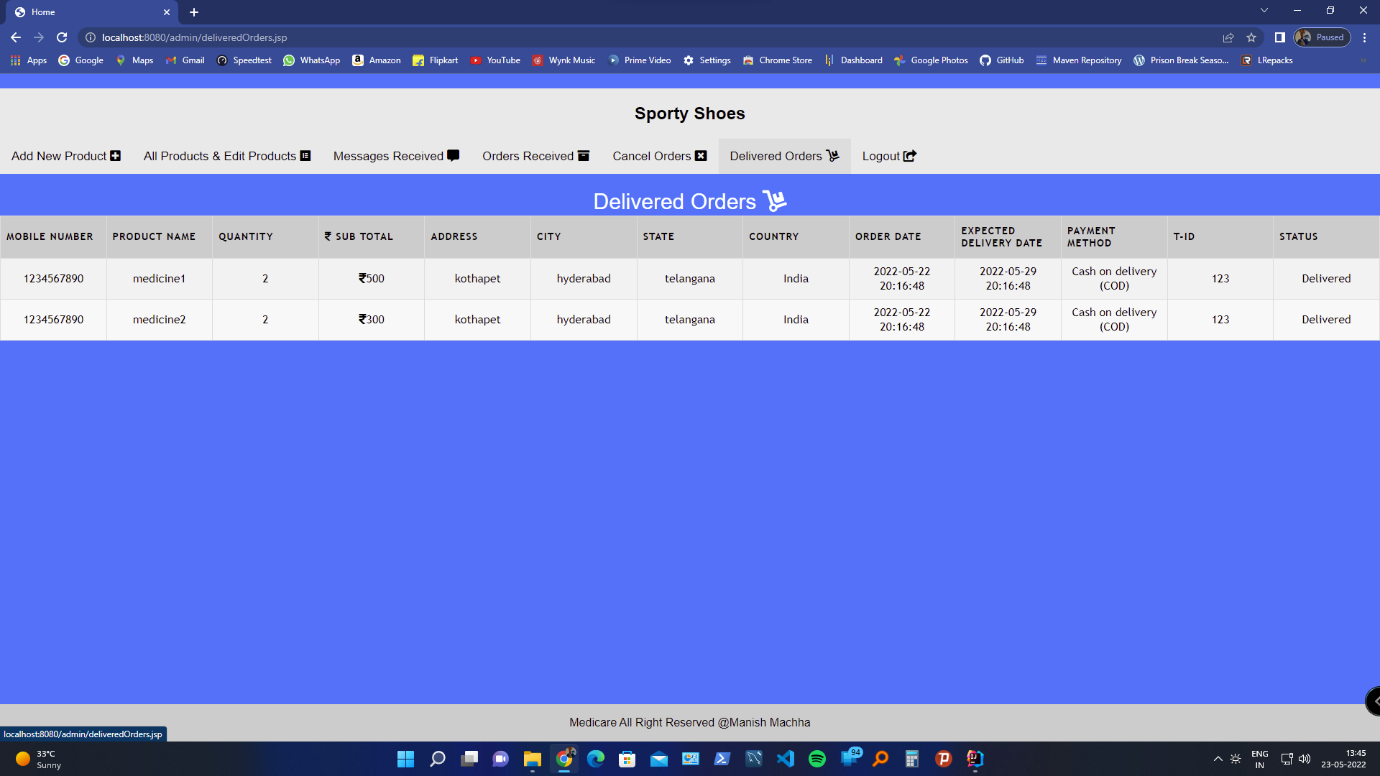 Home
localhost:8080/admin/deliveredOrders.jsp
Paused
Apps Google Maps Gmail Speedtest WhatsApp Amazon Flipkart YouTube Wynk Music Prime Video Settings Chrome Store Dashboard Google Photos GitHub Maven Repository Prison Break Seaso... LRepacks
Sporty Shoes
Add New Product All Products & Edit Products Messages Received Orders Received Cancel Orders Delivered Orders Logout
Delivered Orders
MOBILE NUMBER PRODUCT NAME QUANTITY ₹ SUB TOTAL ADDRESS CITY STATE COUNTRY ORDER DATE EXPECTED DELIVERY DATE PAYMENT METHOD T-ID STATUS
1234567890 medicine1 2 ₹500 kothapet hyderabad telangana India 2022-05-22 20:16:48 2022-05-29 20:16:48 Cash on delivery (COD) 123 Delivered
1234567890 medicine2 2 ₹300 kothapet hyderabad telangana India 2022-05-22 20:16:48 2022-05-29 20:16:48 Cash on delivery (COD) 123 Delivered
Medicare All Right Reserved @Manish Machha
localhost:8080/admin/deliveredOrders.jsp
33°C
Sunny
94
ENG
IN
13:45
23-05-2022